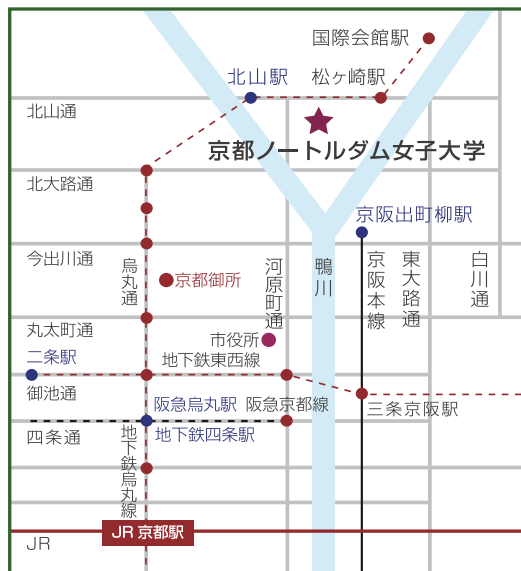 国際会館駅
北山駅
松ヶ崎駅
北山通
京都ノートルダム女子大学
北大路通
京阪出町柳駅
今出川通
烏丸通
京都御所
河原町通
鴨川
京阪本線
東大路通
白川通
丸太町通
市役所
二条駅
地下鉄東西線
御池通
阪急烏丸駅
阪急京都線
三条京阪駅
四条通
地下鉄四条駅
地下鉄烏丸線
JR 京都駅
JR